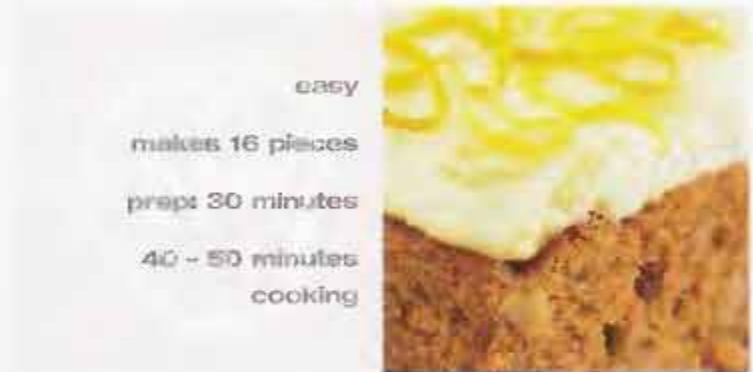 easy
makes 16 pieces
prep: 30 minutes
40 – 50 minutes
cooking